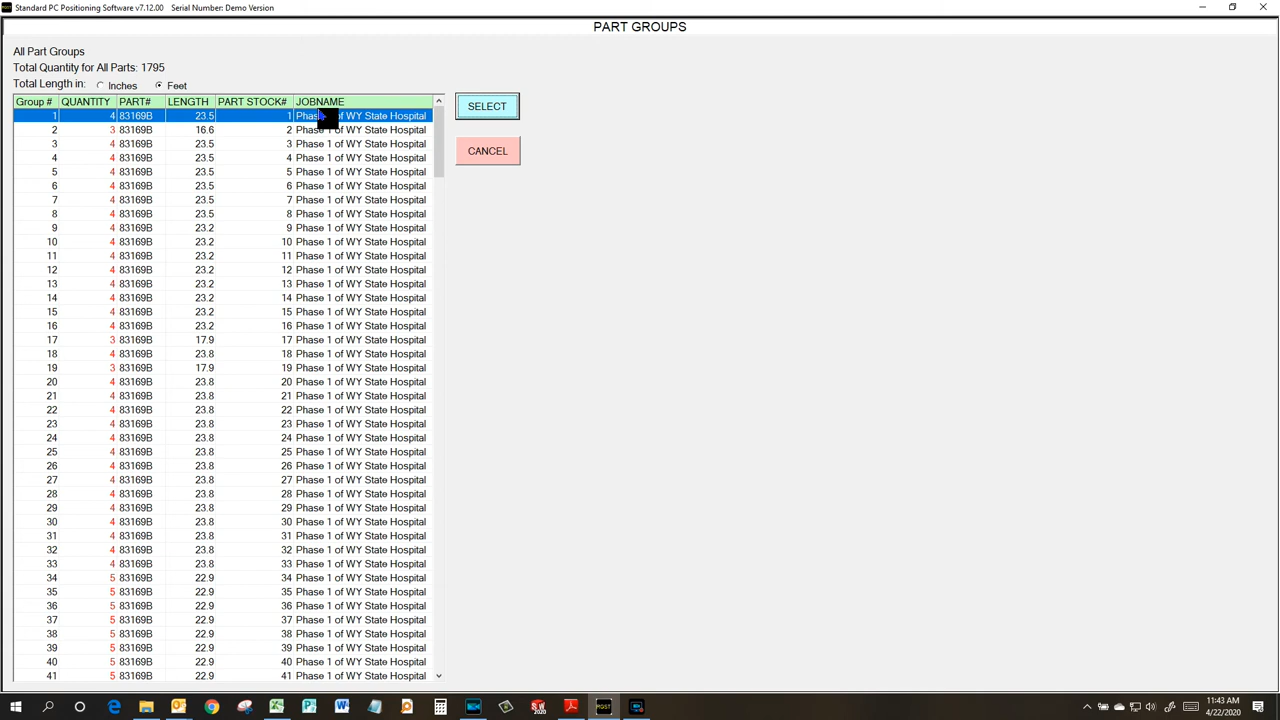 Standard PC Positioning Software v7.12.00 Serial Number: Demo Version
PART GROUPS
All Part Groups
Total Quantity for All Parts: 1795
Total Length in: Inches Feet
Group # QUANTITY PART# LENGTH PART STOCK# JOBNAME
1 4 83169B 23.5 1 Phas of WY State Hospital
2 3 83169B 16.6 2 Phase 1 of WY State Hospital
3 4 83169B 23.5 3 Phase 1 of WY State Hospital
4 4 83169B 23.5 4 Phase 1 of WY State Hospital
5 4 83169B 23.5 5 Phase 1 of WY State Hospital
6 4 83169B 23.5 6 Phase 1 of WY State Hospital
7 4 83169B 23.5 7 Phase 1 of WY State Hospital
8 4 83169B 23.5 8 Phase 1 of WY State Hospital
9 4 83169B 23.2 9 Phase 1 of WY State Hospital
10 4 83169B 23.2 10 Phase 1 of WY State Hospital
11 4 83169B 23.2 11 Phase 1 of WY State Hospital
12 4 83169B 23.2 12 Phase 1 of WY State Hospital
13 4 83169B 23.2 13 Phase 1 of WY State Hospital
14 4 83169B 23.2 14 Phase 1 of WY State Hospital
15 4 83169B 23.2 15 Phase 1 of WY State Hospital
16 4 83169B 23.2 16 Phase 1 of WY State Hospital
17 3 83169B 17.9 17 Phase 1 of WY State Hospital
18 4 83169B 23.8 18 Phase 1 of WY State Hospital
19 3 83169B 17.9 19 Phase 1 of WY State Hospital
20 4 83169B 23.8 20 Phase 1 of WY State Hospital
21 4 83169B 23.8 21 Phase 1 of WY State Hospital
22 4 83169B 23.8 22 Phase 1 of WY State Hospital
23 4 83169B 23.8 23 Phase 1 of WY State Hospital
24 4 83169B 23.8 24 Phase 1 of WY State Hospital
25 4 83169B 23.8 25 Phase 1 of WY State Hospital
26 4 83169B 23.8 26 Phase 1 of WY State Hospital
27 4 83169B 23.8 27 Phase 1 of WY State Hospital
28 4 83169B 23.8 28 Phase 1 of WY State Hospital
29 4 83169B 23.8 29 Phase 1 of WY State Hospital
30 4 83169B 23.8 30 Phase 1 of WY State Hospital
31 4 83169B 23.8 31 Phase 1 of WY State Hospital
32 4 83169B 23.8 32 Phase 1 of WY State Hospital
33 4 83169B 23.8 33 Phase 1 of WY State Hospital
34 5 83169B 22.9 34 Phase 1 of WY State Hospital
35 5 83169B 22.9 35 Phase 1 of WY State Hospital
36 5 83169B 22.9 36 Phase 1 of WY State Hospital
37 5 83169B 22.9 37 Phase 1 of WY State Hospital
38 5 83169B 22.9 38 Phase 1 of WY State Hospital
39 5 83169B 22.9 39 Phase 1 of WY State Hospital
40 5 83169B 22.9 40 Phase 1 of WY State Hospital
41 5 83169B 22.9 41 Phase 1 of WY State Hospital
SELECT
CANCEL
11:43 AM
4/22/2020